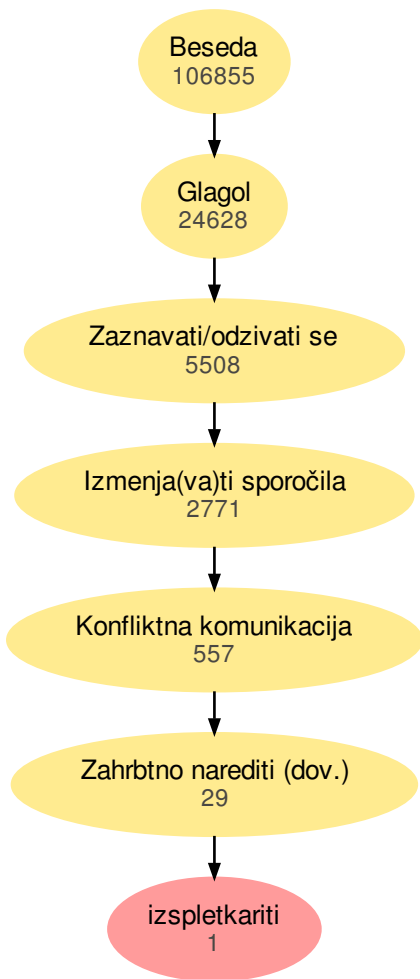 Beseda
106855
Glagol
24628
Zaznavati/odzivati se
5508
Izmenja(va)ti sporočila
2771
Konfliktna komunikacija
557
Zahrbtno narediti (dov.)
29
izspletkariti
1